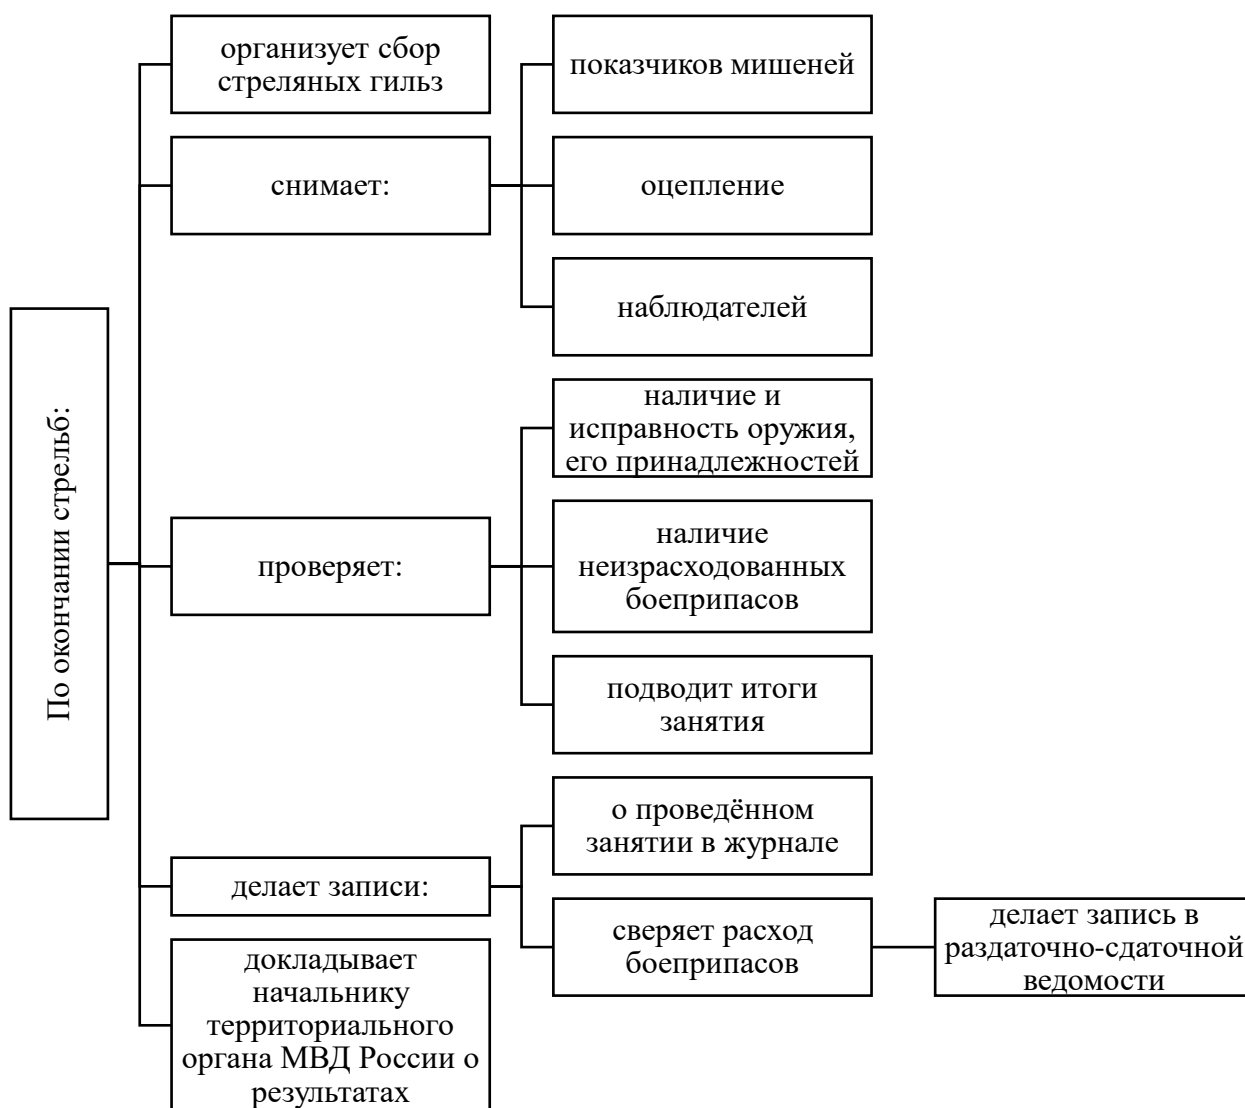 По окончании стрельб:
организует сбор
стреляных гильз
снимает:
показчиков мишеней
оцепление
наблюдателей
проверяет:
наличие и
исправность оружия,
его принадлежностей
наличие
неизрасходованных
боеприпасов
подводит итоги
занятия
делает записи:
о проведённом
занятии в журнале
сверяет расход
боеприпасов
делает запись в
раздаточно-сдаточной
ведомости
докладывает
начальнику
территориального
органа МВД России о
результатах